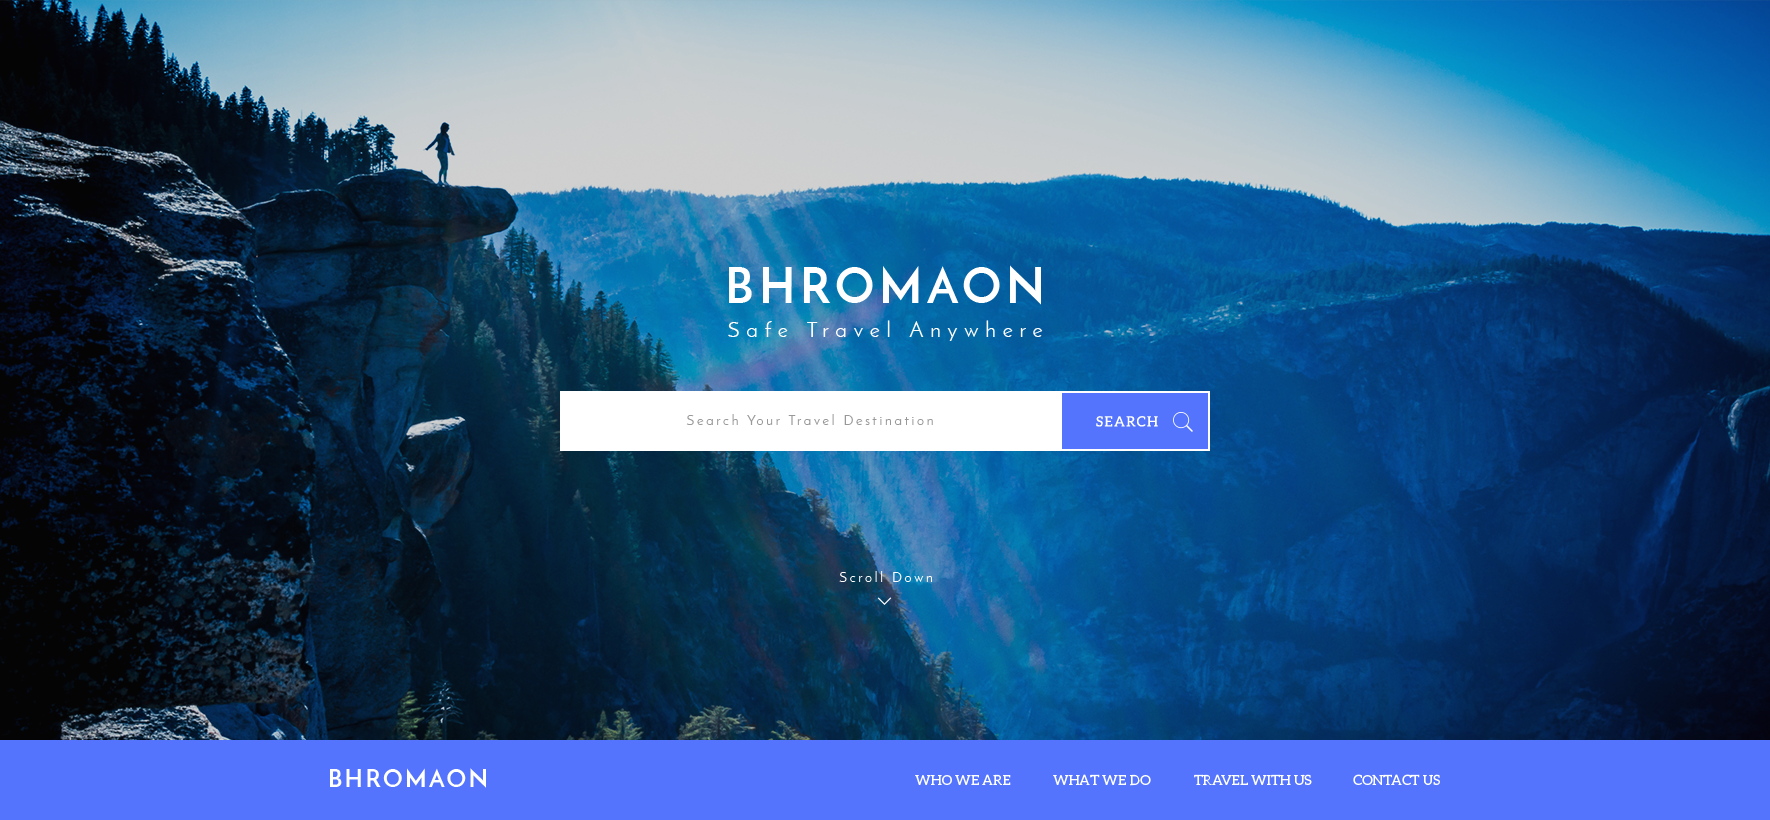 BHROMAON
Safe Travel Anywhere
Search Your Travel Destination
SEARCH
Scroll Down
BHROMAON
WHO WE ARE
WHAT WE DO
TRAVEL WITH US
CONTACT US